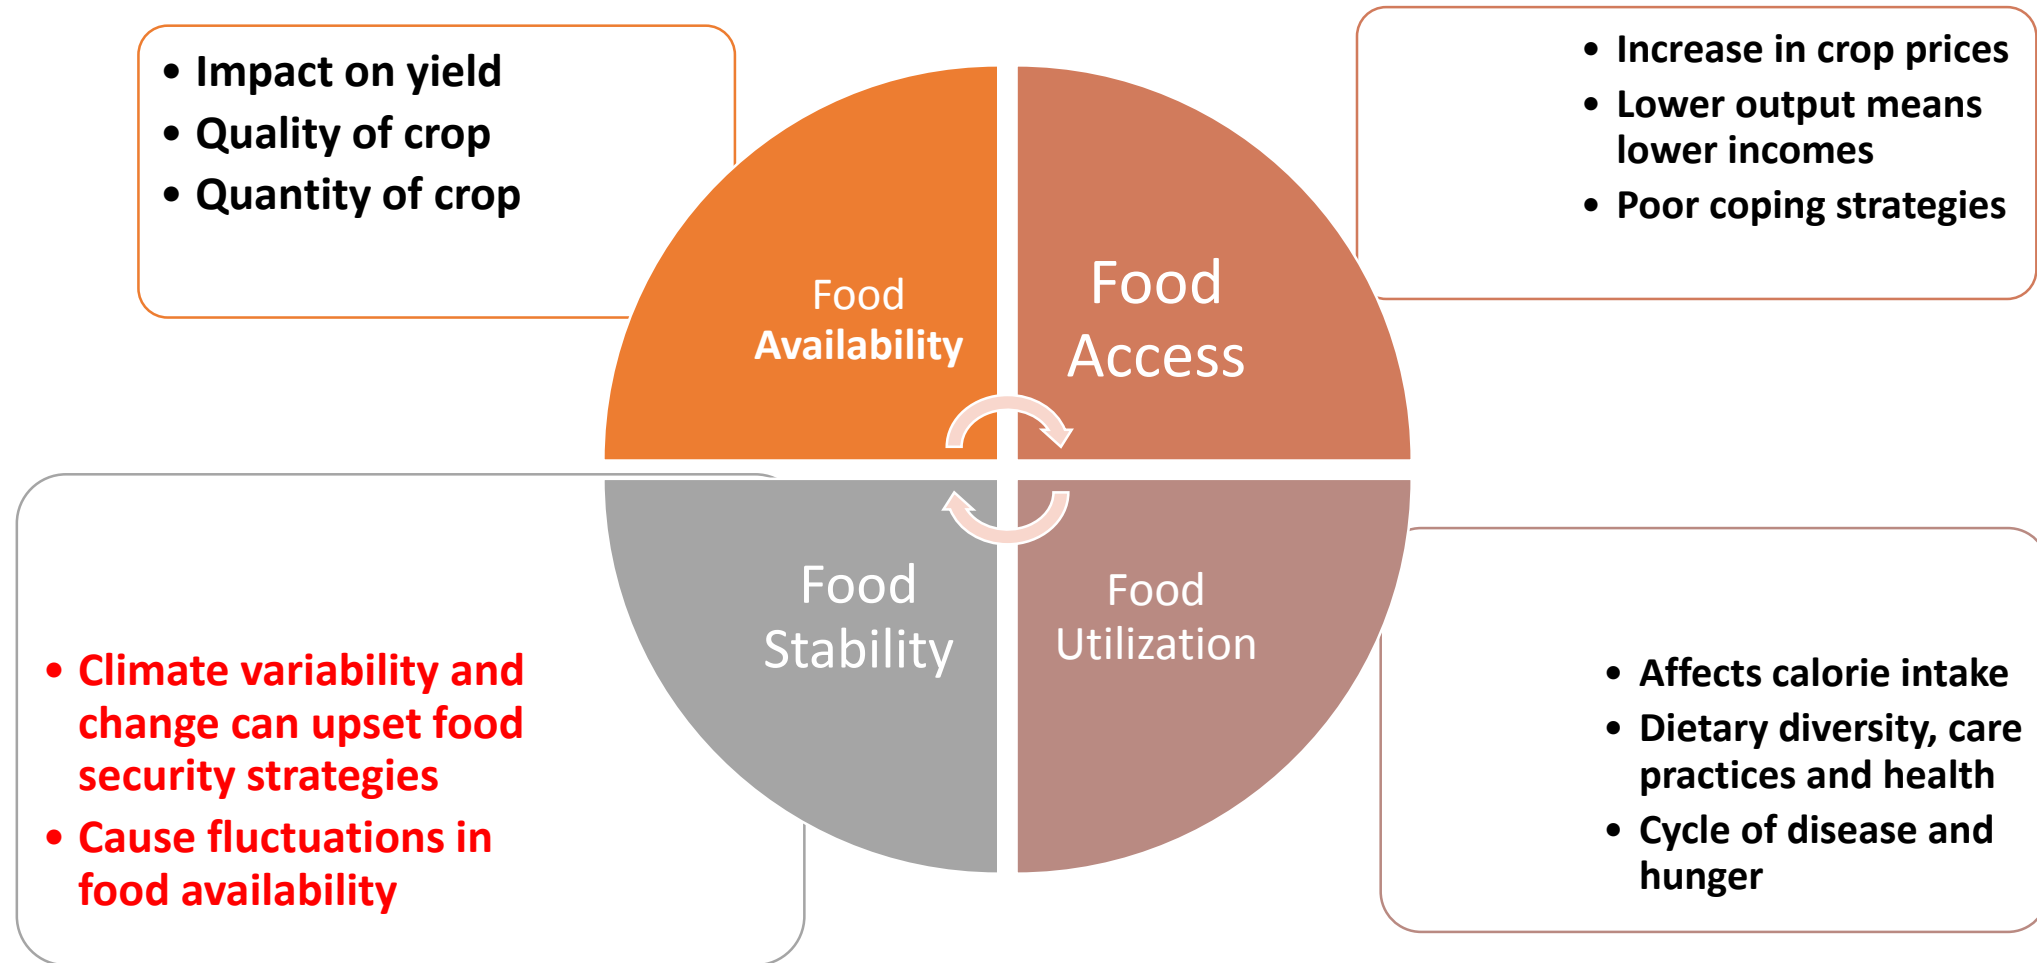 • Impact on yield
• Quality of crop
• Quantity of crop
• Increase in crop prices
• Lower output means
lower incomes
• Poor coping strategies
Food
Availability
Food
Access
Food
Stability
Food
Utilization
• Climate variability and
change can upset food
security strategies
• Cause fluctuations in
food availability
• Affects calorie intake
• Dietary diversity, care
practices and health
• Cycle of disease and
hunger